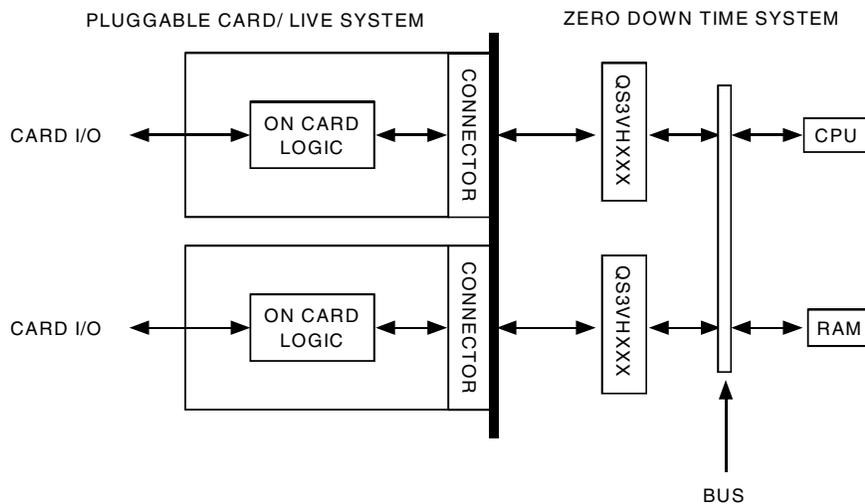 PLUGGABLE CARD/ LIVE SYSTEM
ZERO DOWN TIME SYSTEM
CARD I/O
ON CARD
LOGIC
CONNECTOR
QS3VHXXX
CPU
CARD I/O
ON CARD
LOGIC
CONNECTOR
QS3VHXXX
RAM
BUS